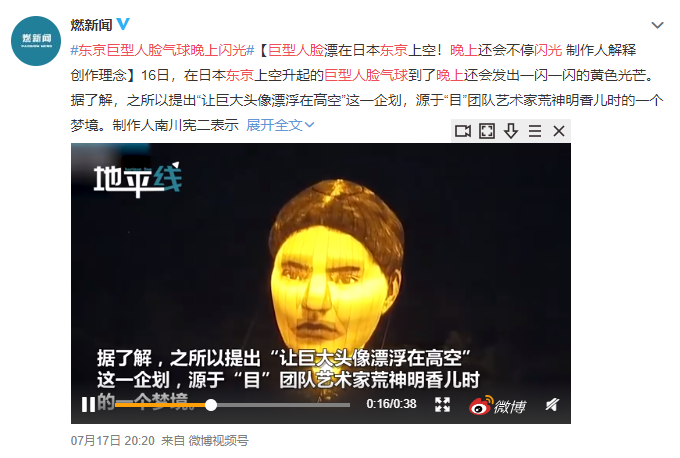 燃新闻
#东京巨型人脸气球晚上闪光#【巨型人脸漂在日本东京上空！晚上还会不停闪光 制作人解释
创作理念】16日，在日本东京上空升起的巨型人脸气球到了晚上还会发出一闪一闪的黄色光芒。
据了解，之所以提出“让巨大头像漂浮在高空”这一企划，源于“目”团队艺术家荒神明香儿时的一个
梦境。制作人南川宪二表示 展开全文
地平线
据了解，之所以提出“让巨大头像漂浮在高空”
这一企划，源于“目”团队艺术家荒神明香儿时
的一个梦境。
0:16/0:38
微博
07月17日 20:20 来自 微博视频号